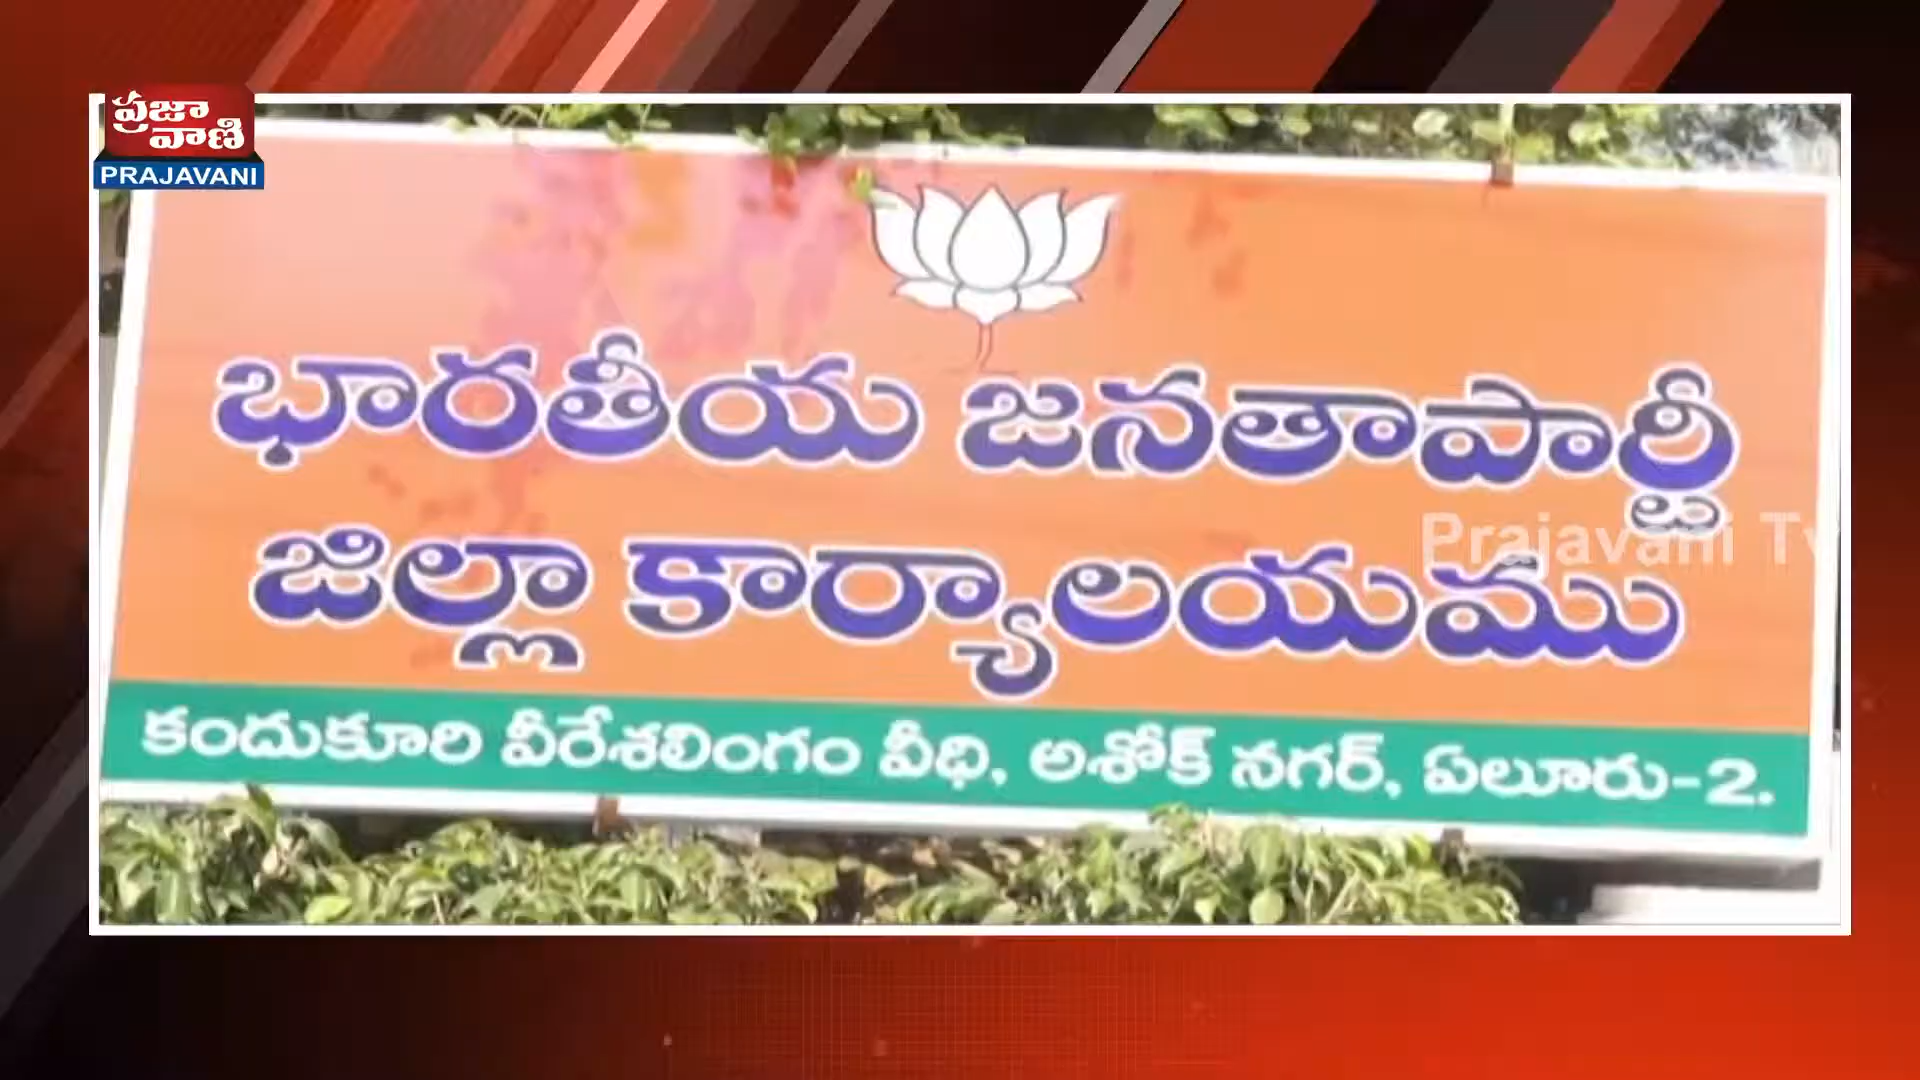 ప్రజా
వాణి
PRAJAVANI
భారతీయ జనతాపార్టీ
Prajavani Tv
జిల్లా కార్యాలయము
కందుకూరి వీరేశలింగం వీధి, అశోక్ నగర్, ఏలూరు-2.